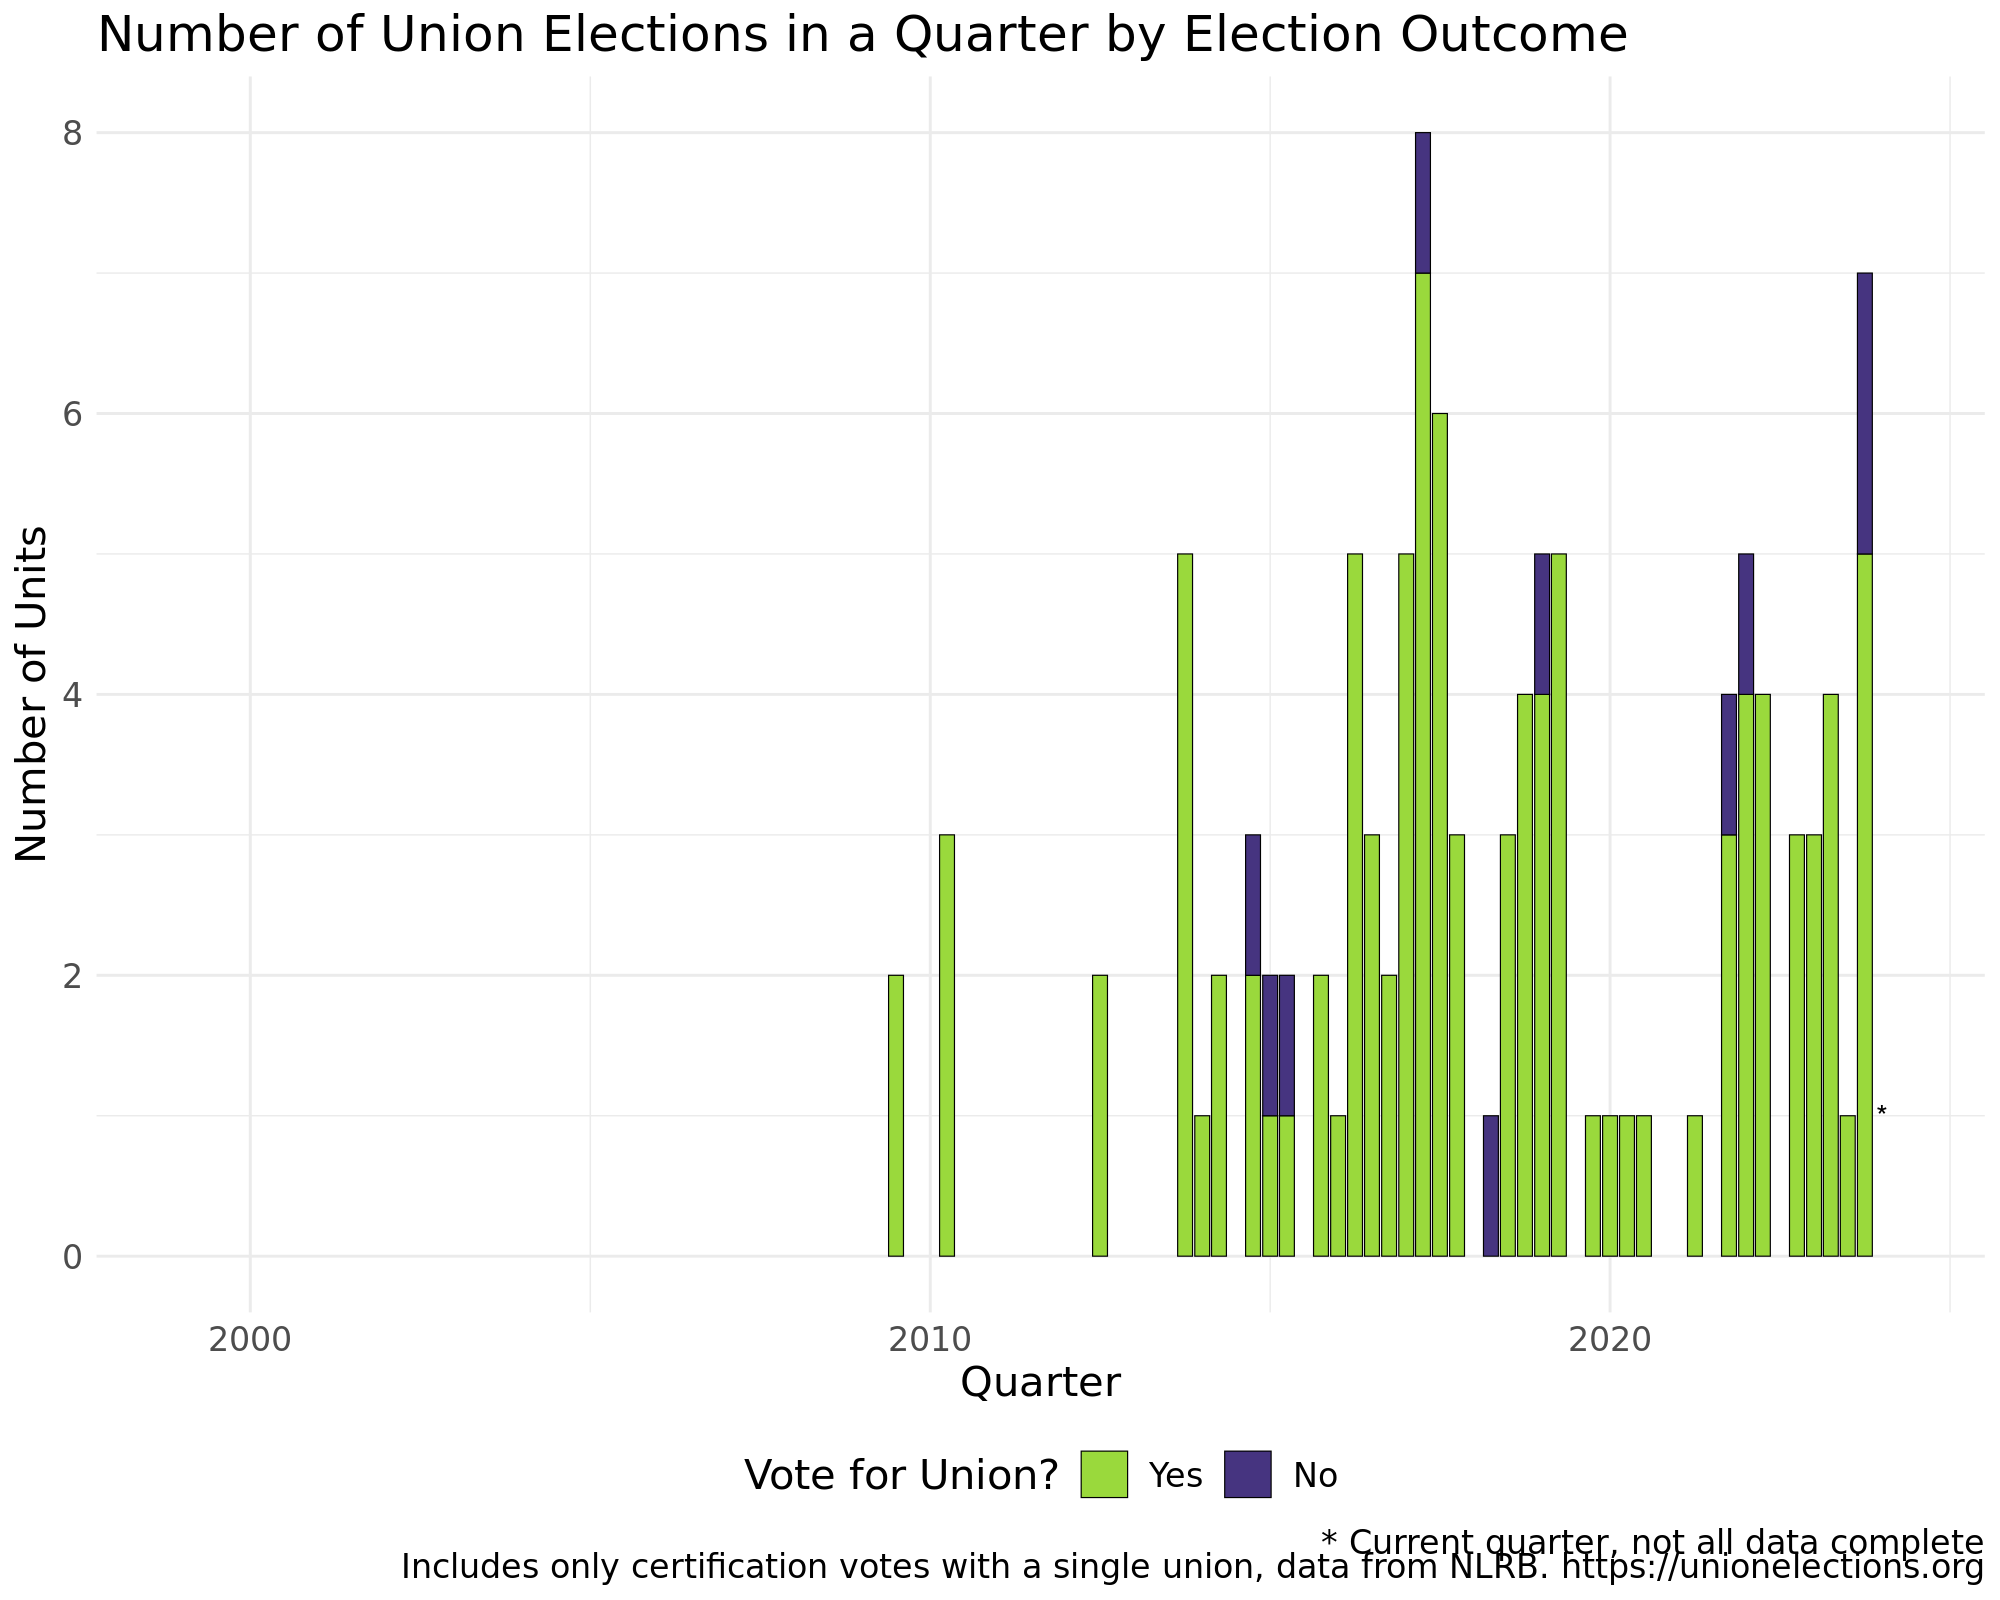 Number of Union Elections in a Quarter by Election Outcome
8
6
4
2
0
Number of Units
*
2000 2010 2020
Quarter
Vote for Union? Yes No
* Current quarter, not all data complete
Includes only certification votes with a single union, data from NLRB. https://unionelections.org